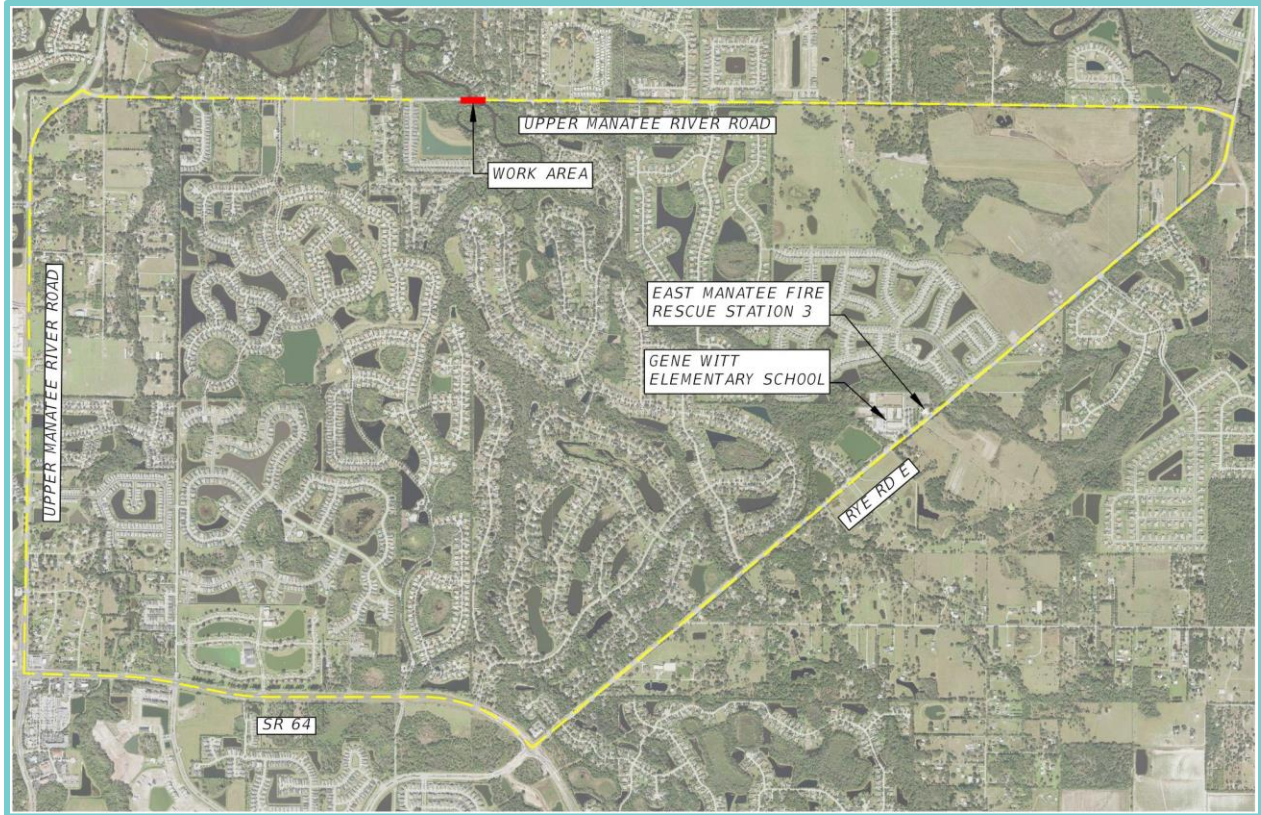 UPPER MANATEE RIVER ROAD
WORK AREA
UPPER MANATEE RIVER ROAD
EAST MANATEE FIRE
RESCUE STATION 3
GENE WITT
ELEMENTARY SCHOOL
RYE RD E
SR 64